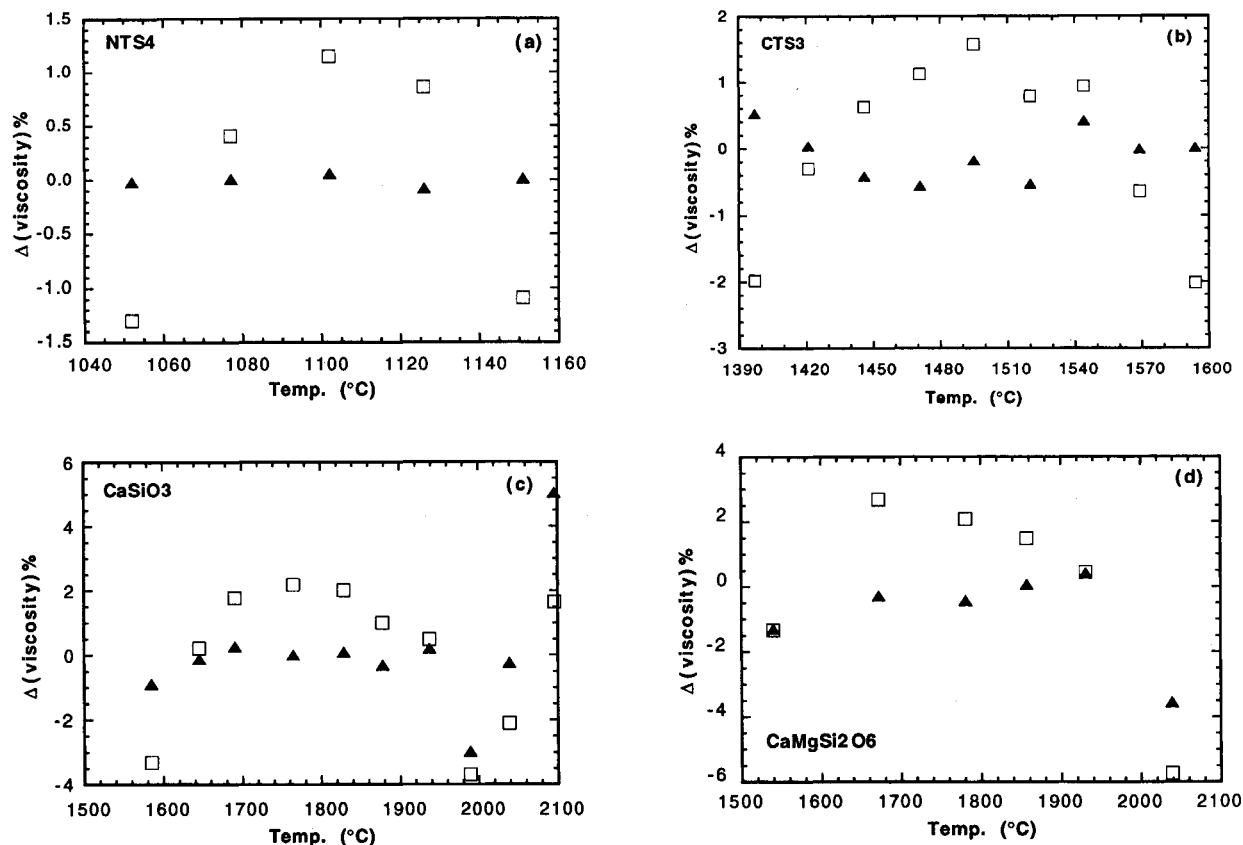 NTS4
(a)
1.5
1.0
0.5
0.0
-0.5
-1.0
-1.5
Δ(viscosity)%
1040 1060 1080 1100 1120 1140 1160
Temp. (°C)
CTS3
(b)
2
1
0
-1
-2
-3
Δ(viscosity)%
1390 1420 1450 1480 1510 1540 1570 1600
Temp. (°C)
CaSiO3
(c)
6
4
2
0
-2
-4
Δ(viscosity)%
1500 1600 1700 1800 1900 2000 2100
Temp. (°C)
(d)
4
2
0
-2
-4
-6
Δ(viscosity)%
CaMgSi2O6
1500 1600 1700 1800 1900 2000 2100
Temp. (°C)